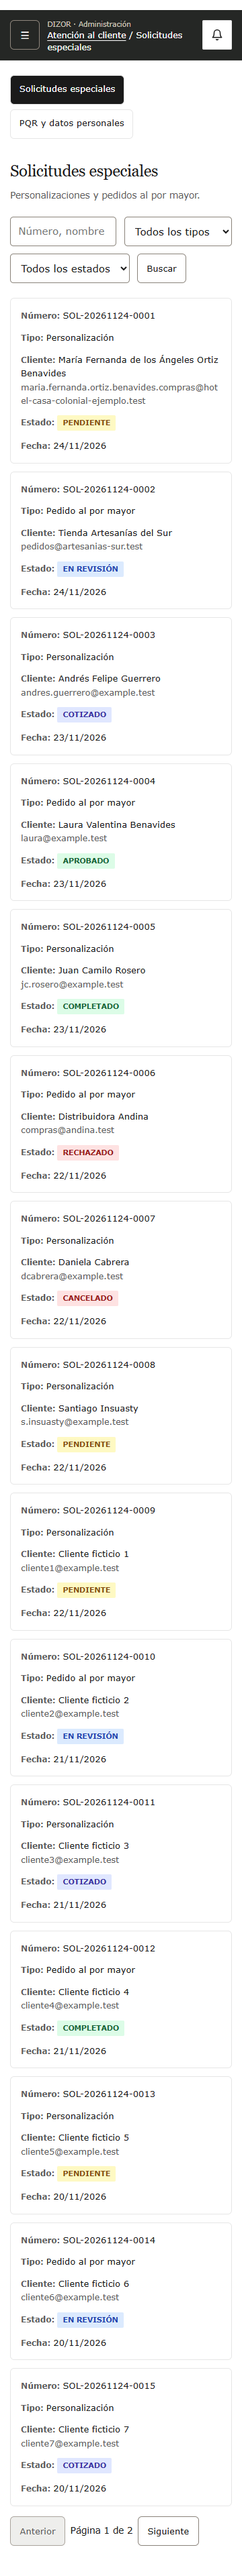 DIZOR · Administración
Atención al cliente / Solicitudes
especiales
Solicitudes especiales
PQR y datos personales
Solicitudes especiales
Personalizaciones y pedidos al por mayor.
Número, nombre
Todos los tipos
Todos los estados
Buscar
Número: SOL-20261124-0001
Tipo: Personalización
Cliente: María Fernanda de los Ángeles Ortiz
Benavides
maria.fernanda.ortiz.benavides.compras@hot
el-casa-colonial-ejemplo.test
Estado: PENDIENTE
Fecha: 24/11/2026
Número: SOL-20261124-0002
Tipo: Pedido al por mayor
Cliente: Tienda Artesanías del Sur
pedidos@artesanias-sur.test
Estado: EN REVISIÓN
Fecha: 24/11/2026
Número: SOL-20261124-0003
Tipo: Personalización
Cliente: Andrés Felipe Guerrero
andres.guerrero@example.test
Estado: COTIZADO
Fecha: 23/11/2026
Número: SOL-20261124-0004
Tipo: Pedido al por mayor
Cliente: Laura Valentina Benavides
laura@example.test
Estado: APROBADO
Fecha: 23/11/2026
Número: SOL-20261124-0005
Tipo: Personalización
Cliente: Juan Camilo Rosero
jc.rosero@example.test
Estado: COMPLETADO
Fecha: 23/11/2026
Número: SOL-20261124-0006
Tipo: Pedido al por mayor
Cliente: Distribuidora Andina
compras@andina.test
Estado: RECHAZADO
Fecha: 22/11/2026
Número: SOL-20261124-0007
Tipo: Personalización
Cliente: Daniela Cabrera
dcabrera@example.test
Estado: CANCELADO
Fecha: 22/11/2026
Número: SOL-20261124-0008
Tipo: Personalización
Cliente: Santiago Insuasty
s.insuasty@example.test
Estado: PENDIENTE
Fecha: 22/11/2026
Número: SOL-20261124-0009
Tipo: Personalización
Cliente: Cliente ficticio 1
cliente1@example.test
Estado: PENDIENTE
Fecha: 22/11/2026
Número: SOL-20261124-0010
Tipo: Pedido al por mayor
Cliente: Cliente ficticio 2
cliente2@example.test
Estado: EN REVISIÓN
Fecha: 21/11/2026
Número: SOL-20261124-0011
Tipo: Personalización
Cliente: Cliente ficticio 3
cliente3@example.test
Estado: COTIZADO
Fecha: 21/11/2026
Número: SOL-20261124-0012
Tipo: Pedido al por mayor
Cliente: Cliente ficticio 4
cliente4@example.test
Estado: COMPLETADO
Fecha: 21/11/2026
Número: SOL-20261124-0013
Tipo: Personalización
Cliente: Cliente ficticio 5
cliente5@example.test
Estado: PENDIENTE
Fecha: 20/11/2026
Número: SOL-20261124-0014
Tipo: Pedido al por mayor
Cliente: Cliente ficticio 6
cliente6@example.test
Estado: EN REVISIÓN
Fecha: 20/11/2026
Número: SOL-20261124-0015
Tipo: Personalización
Cliente: Cliente ficticio 7
cliente7@example.test
Estado: COTIZADO
Fecha: 20/11/2026
Anterior
Página 1 de 2
Siguiente